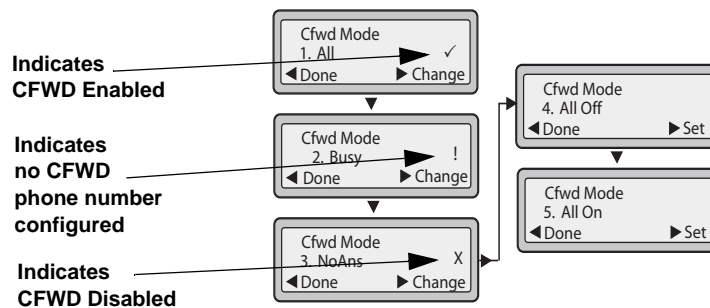 Indicates
CFWD Enabled
Indicates
no CFWD
phone number
configured
Indicates
CFWD Disabled
Cfwd Mode
1. All ✓
◀Done ▶Change
▼
Cfwd Mode
2. Busy !
◀Done ▶Change
▼
Cfwd Mode
3. NoAns X
◀Done ▶Change
Cfwd Mode
4. All Off
◀Done ▶Set
▼
Cfwd Mode
5. All On
◀Done ▶Set